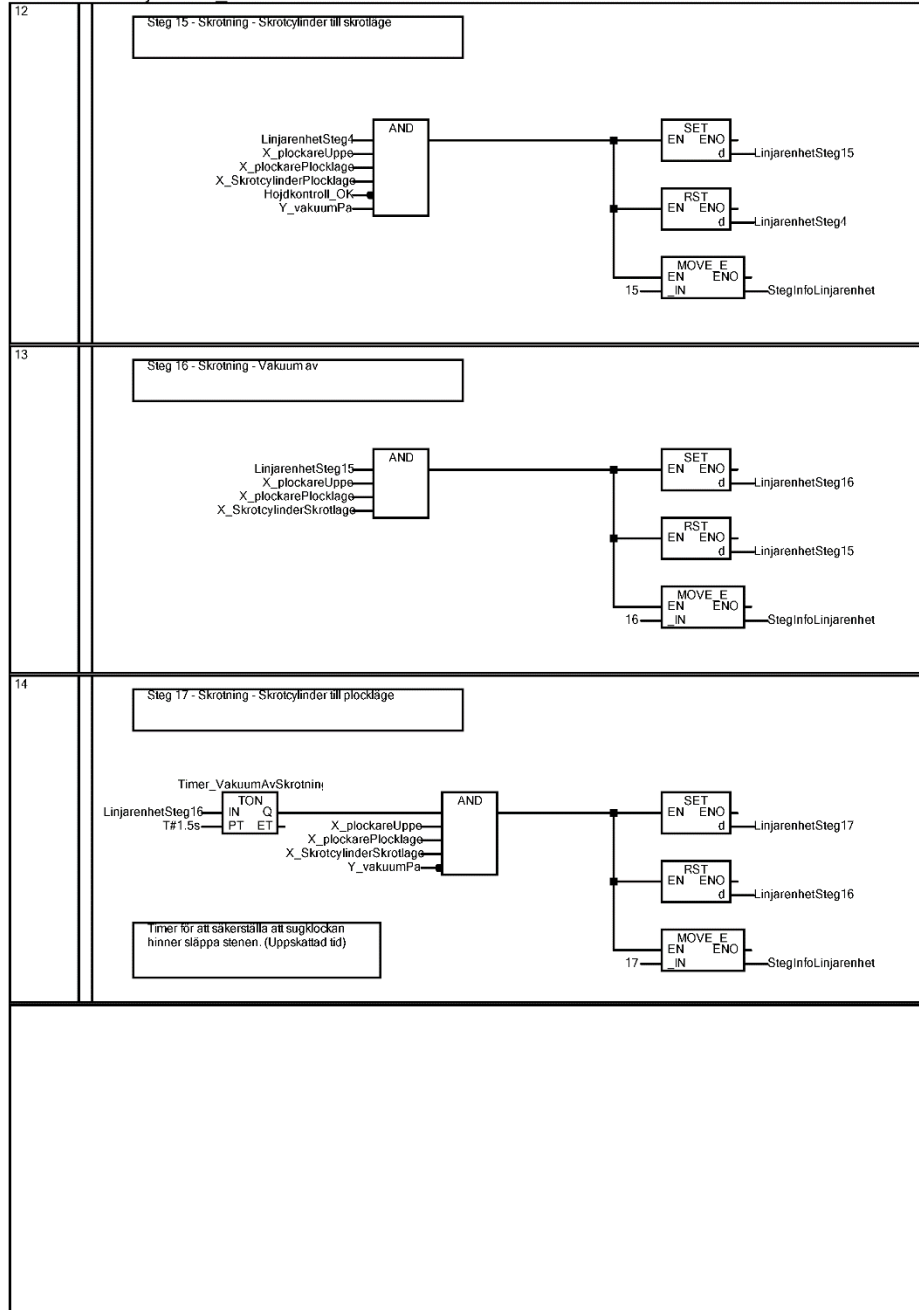 12
Steg 15 - Skrotning - Skrotcylinder till skrotläge
AND
LinjarenhetSteg4
X_plockareUppe
X_plockarePlocklage
X_SkrotcylinderPlocklage
Hojdkontroll_OK
Y_vakuumPa
SET
EN ENO
d LinjarenhetSteg15
RST
EN ENO
d LinjarenhetSteg4
MOVE_E
EN ENO
15 _IN StegInfoLinjarenhet
13
Steg 16 - Skrotning - Vakuum av
AND
LinjarenhetSteg15
X_plockareUppe
X_plockarePlocklage
X_SkrotcylinderSkrotlage
SET
EN ENO
d LinjarenhetSteg16
RST
EN ENO
d LinjarenhetSteg15
MOVE_E
EN ENO
16 _IN StegInfoLinjarenhet
14
Steg 17 - Skrotning - Skrotcylinder till plockläge
Timer_VakuumAvSkrotning
TON
LinjarenhetSteg16 IN Q
T#1.5s PT ET
AND
X_plockareUppe
X_plockarePlocklage
X_SkrotcylinderSkrotlage
Y_vakuumPa
SET
EN ENO
d LinjarenhetSteg17
RST
EN ENO
d LinjarenhetSteg16
MOVE_E
EN ENO
17 _IN StegInfoLinjarenhet
Timer för att säkerställa att sugklockan
hinner släppa stenen. (Uppskattad tid)